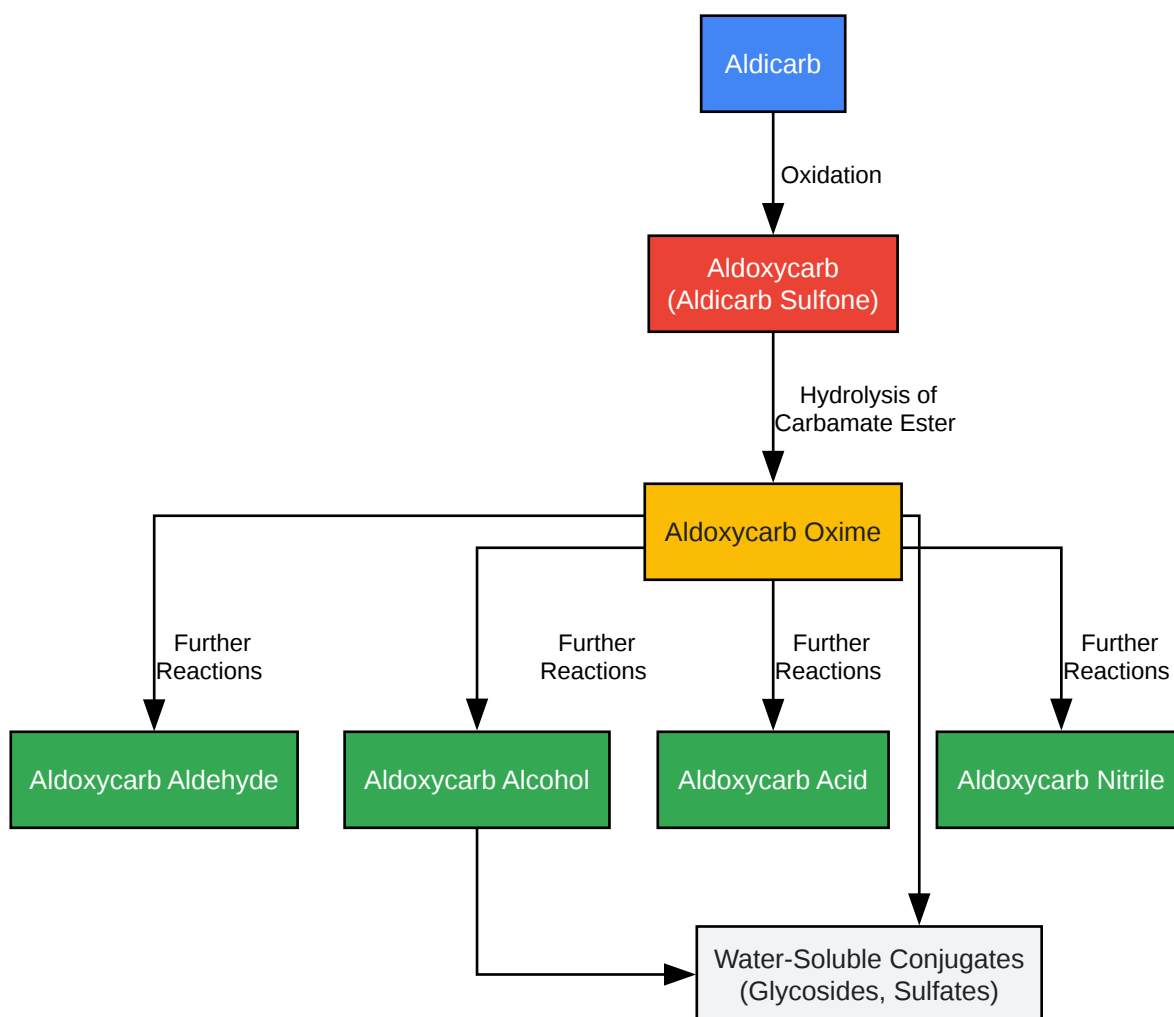 Aldicarb
Oxidation
Aldoxycarb
(Aldicarb Sulfone)
Hydrolysis of
Carbamate Ester
Aldoxycarb Oxime
Further
Reactions
Further
Reactions
Further
Reactions
Further
Reactions
Aldoxycarb Aldehyde
Aldoxycarb Alcohol
Aldoxycarb Acid
Aldoxycarb Nitrile
Water-Soluble Conjugates
(Glycosides, Sulfates)